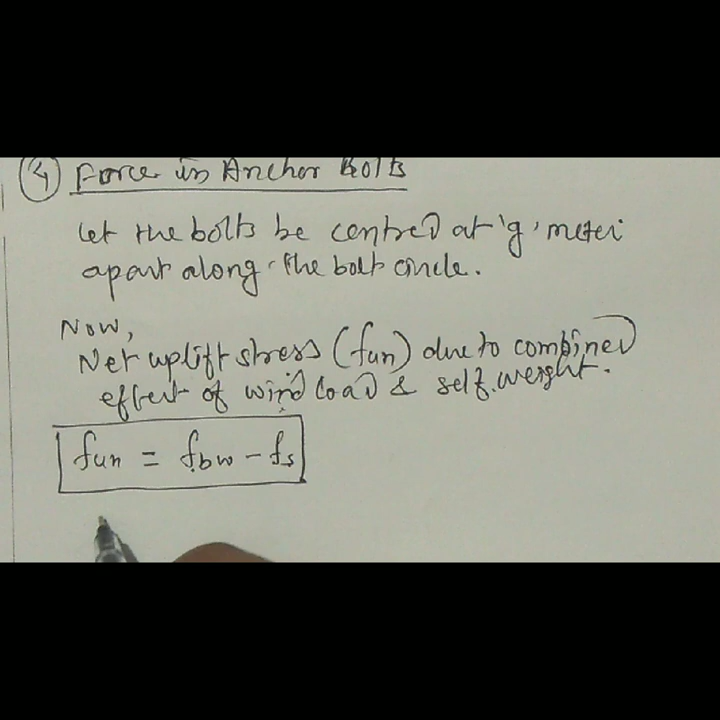 ④ Force in Anchor Bolts
Let the bolts be centred at 'g' meter
apart along the bolt circle.
Now,
Net uplift stress (fun) due to combined
effect of wind load & self.weight.
fun = fbw - fs